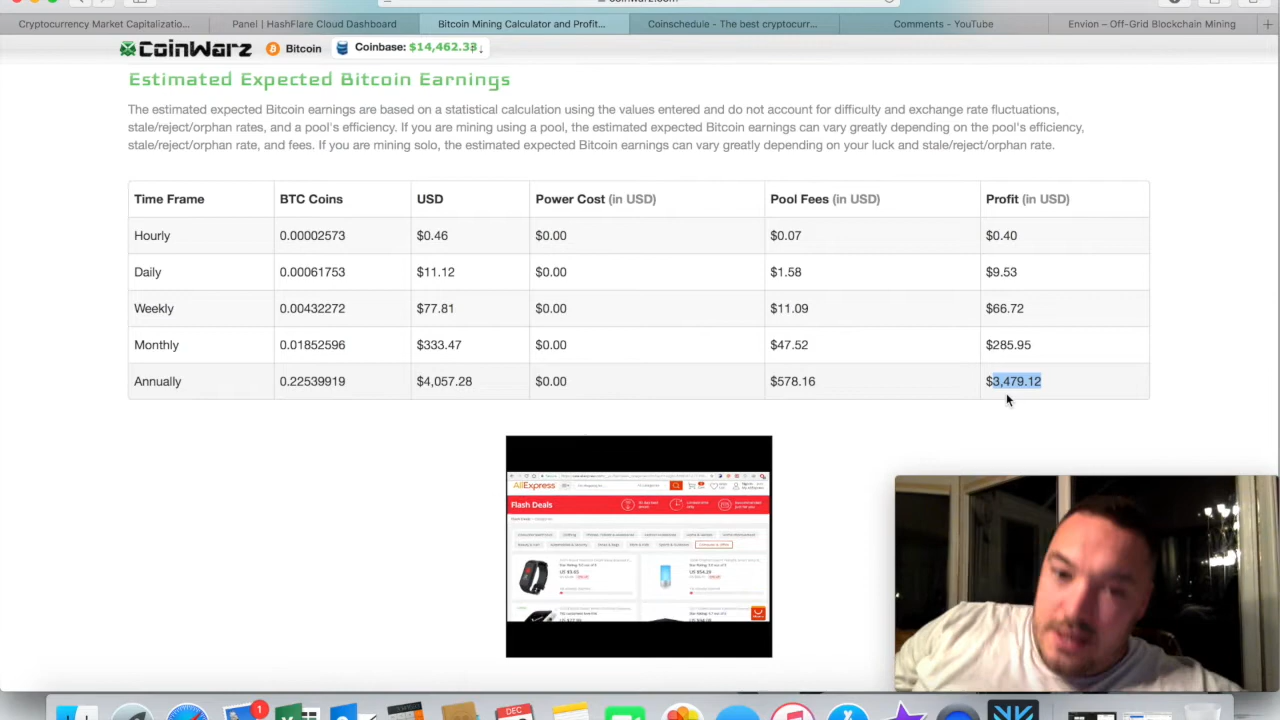 coinwarz.com
Cryptocurrency Market Capitalizatio...
Panel | HashFlare Cloud Dashboard
Bitcoin Mining Calculator and Profit...
Coinschedule - The best cryptocurr...
Comments - YouTube
Envion – Off-Grid Blockchain Mining
CoinWarz Bitcoin Coinbase: $14,462.33↓
Estimated Expected Bitcoin Earnings
The estimated expected Bitcoin earnings are based on a statistical calculation using the values entered and do not account for difficulty and exchange rate fluctuations,
stale/reject/orphan rates, and a pool's efficiency. If you are mining using a pool, the estimated expected Bitcoin earnings can vary greatly depending on the pool's efficiency,
stale/reject/orphan rate, and fees. If you are mining solo, the estimated expected Bitcoin earnings can vary greatly depending on your luck and stale/reject/orphan rate.
Time Frame BTC Coins USD Power Cost (in USD) Pool Fees (in USD) Profit (in USD)
Hourly 0.00002573 $0.46 $0.00 $0.07 $0.40
Daily 0.00061753 $11.12 $0.00 $1.58 $9.53
Weekly 0.00432272 $77.81 $0.00 $11.09 $66.72
Monthly 0.01852596 $333.47 $0.00 $47.52 $285.95
Annually 0.22539919 $4,057.28 $0.00 $578.16 $3,479.12
AliExpress
Flash Deals
1
DEC